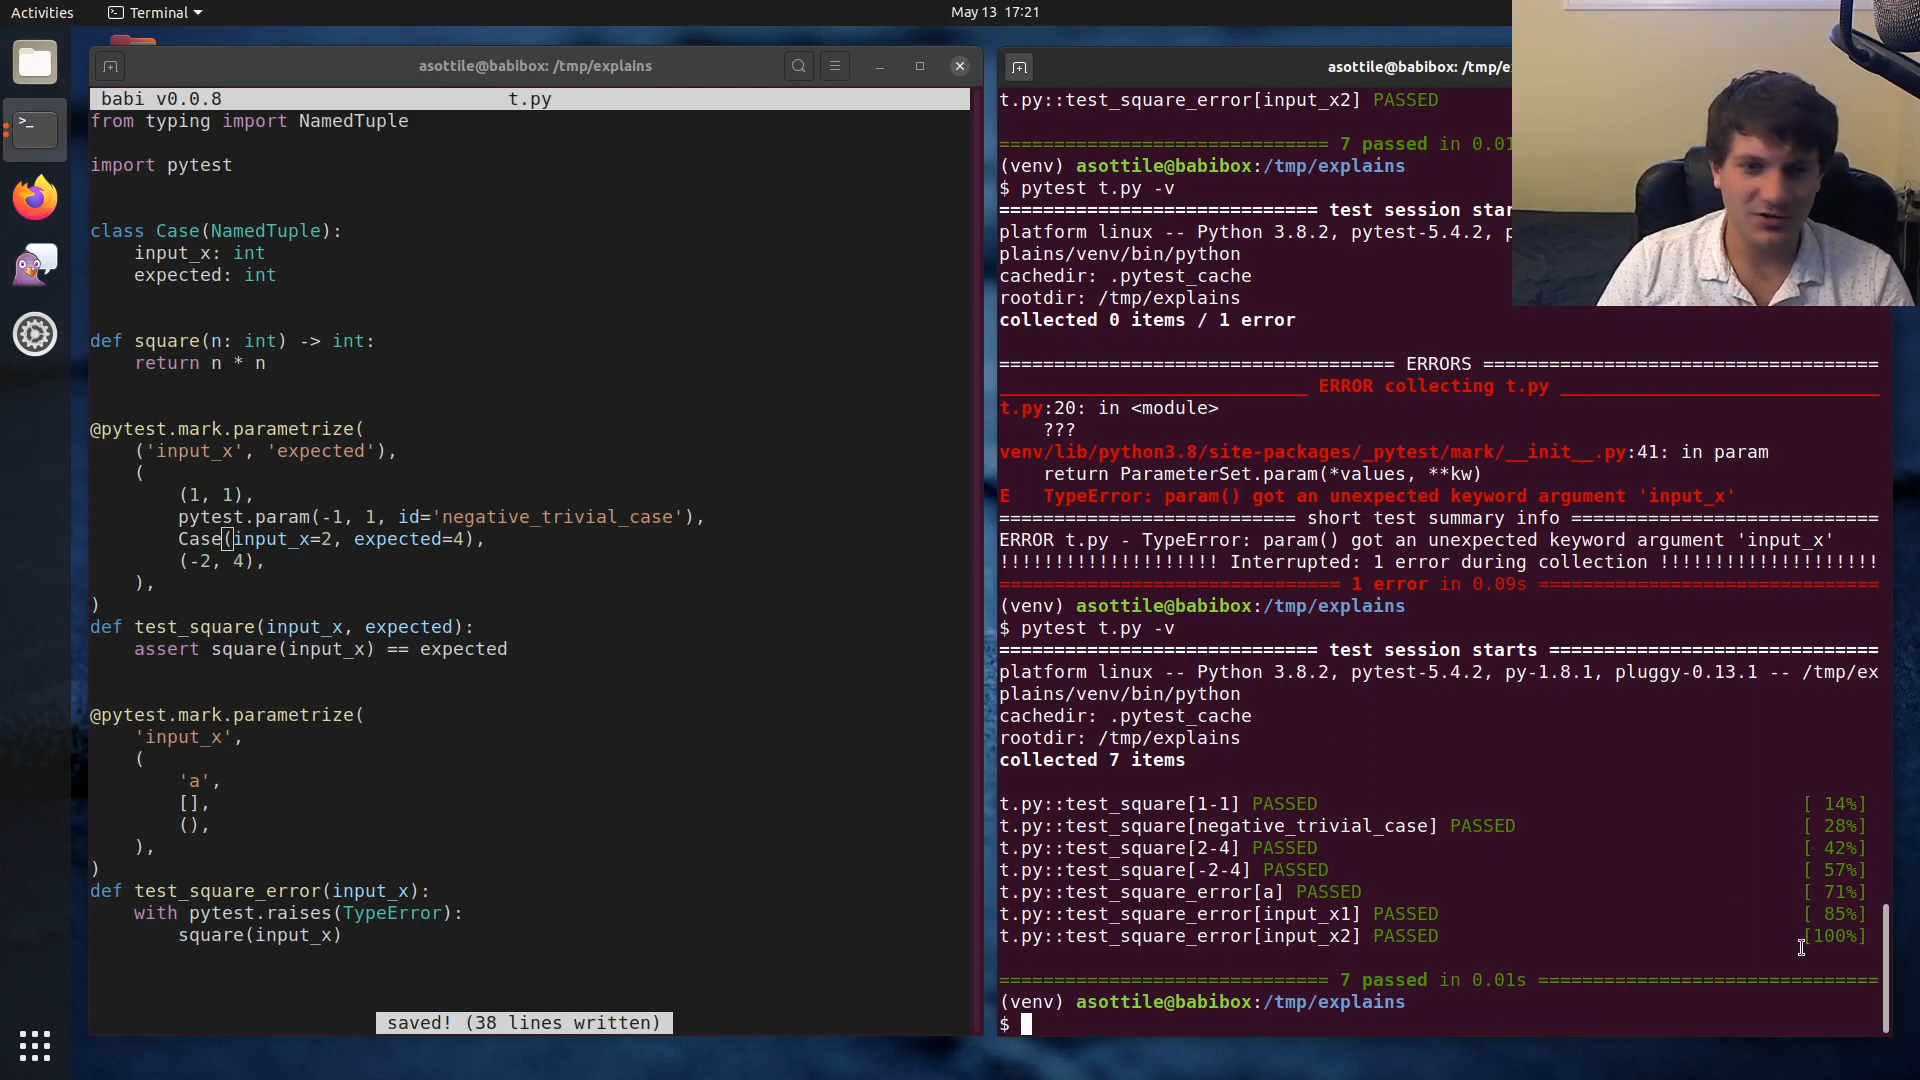 Activities
Terminal
May 13 17:21
asottile@babibox: /tmp/explains
babi v0.0.8 t.py
from typing import NamedTuple
import pytest
class Case(NamedTuple):
    input_x: int
    expected: int
def square(n: int) -> int:
    return n * n
@pytest.mark.parametrize(
    ('input_x', 'expected'),
    (
        (1, 1),
        pytest.param(-1, 1, id='negative_trivial_case'),
        Case(input_x=2, expected=4),
        (-2, 4),
    ),
)
def test_square(input_x, expected):
    assert square(input_x) == expected
@pytest.mark.parametrize(
    'input_x',
    (
        'a',
        [],
        (),
    ),
)
def test_square_error(input_x):
    with pytest.raises(TypeError):
        square(input_x)
saved! (38 lines written)
asottile@babibox: /tmp/e
t.py::test_square_error[input_x2] PASSED
============================== 7 passed in 0.01
(venv) asottile@babibox:/tmp/explains
$ pytest t.py -v
============================= test session star
platform linux -- Python 3.8.2, pytest-5.4.2, p
plains/venv/bin/python
cachedir: .pytest_cache
rootdir: /tmp/explains
collected 0 items / 1 error
==================================== ERRORS ====================================
____________________________ ERROR collecting t.py _____________________________
t.py:20: in <module>
    ???
venv/lib/python3.8/site-packages/_pytest/mark/__init__.py:41: in param
    return ParameterSet.param(*values, **kw)
E   TypeError: param() got an unexpected keyword argument 'input_x'
=========================== short test summary info ============================
ERROR t.py - TypeError: param() got an unexpected keyword argument 'input_x'
!!!!!!!!!!!!!!!!!!!! Interrupted: 1 error during collection !!!!!!!!!!!!!!!!!!!!
=============================== 1 error in 0.09s ===============================
(venv) asottile@babibox:/tmp/explains
$ pytest t.py -v
============================= test session starts ==============================
platform linux -- Python 3.8.2, pytest-5.4.2, py-1.8.1, pluggy-0.13.1 -- /tmp/ex
plains/venv/bin/python
cachedir: .pytest_cache
rootdir: /tmp/explains
collected 7 items
t.py::test_square[1-1] PASSED [ 14%]
t.py::test_square[negative_trivial_case] PASSED [ 28%]
t.py::test_square[2-4] PASSED [ 42%]
t.py::test_square[-2-4] PASSED [ 57%]
t.py::test_square_error[a] PASSED [ 71%]
t.py::test_square_error[input_x1] PASSED [ 85%]
t.py::test_square_error[input_x2] PASSED [100%]
============================== 7 passed in 0.01s ===============================
(venv) asottile@babibox:/tmp/explains
$